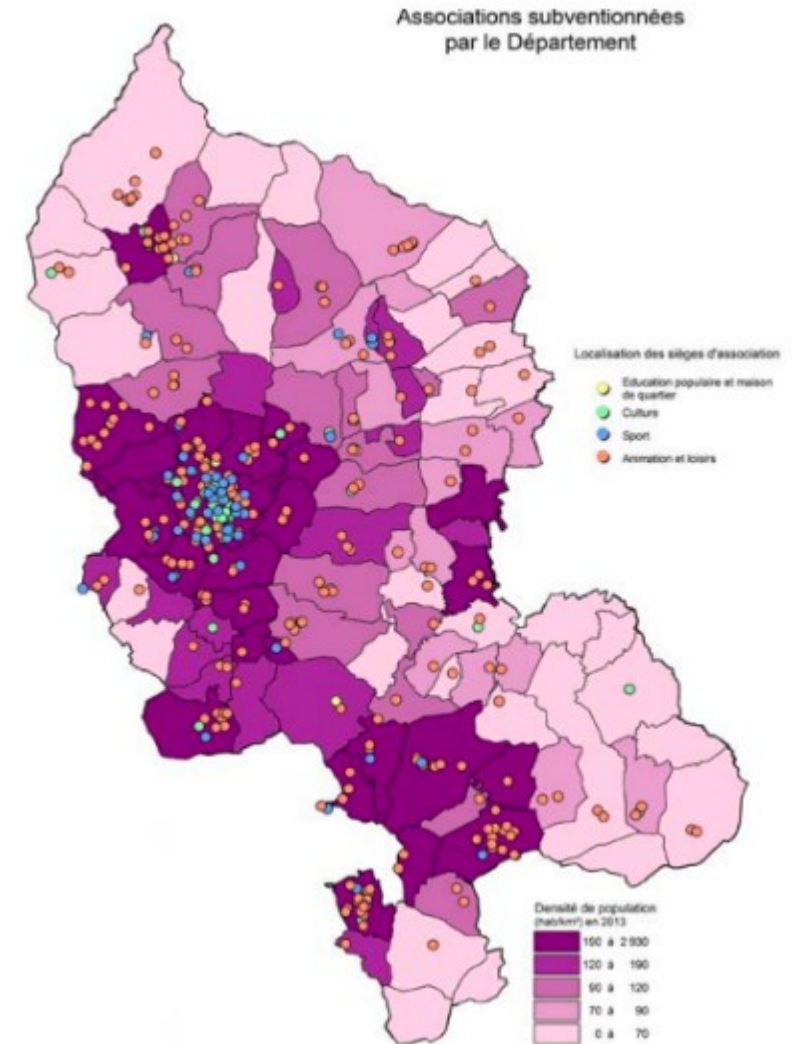 Associations subventionnées
par le Département
Localisation des sièges d'association
Education populaire et maison
de quartier
Culture
Sport
Animation et loisirs
Densité de population
(hab/km²) en 2013
190 à 2 930
120 à 190
90 à 120
70 à 90
0 à 70